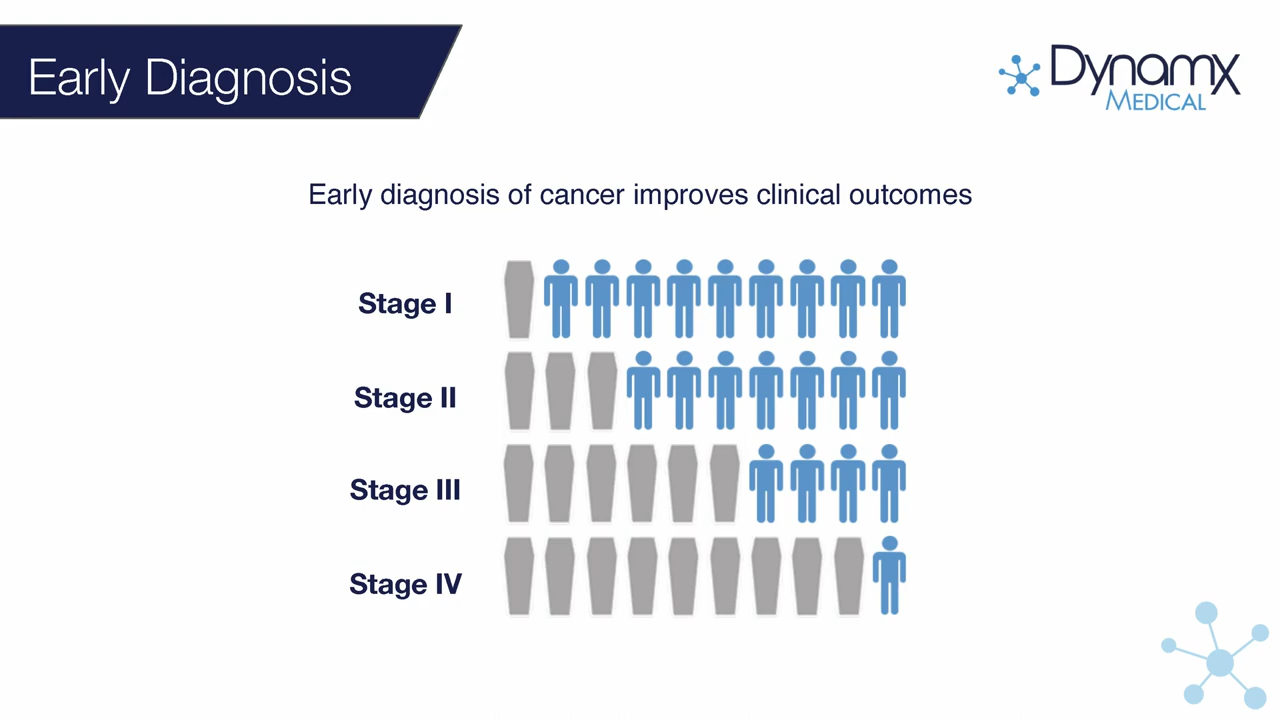 Early Diagnosis
Dynamx
MEDICAL
Early diagnosis of cancer improves clinical outcomes
Stage I
Stage II
Stage III
Stage IV